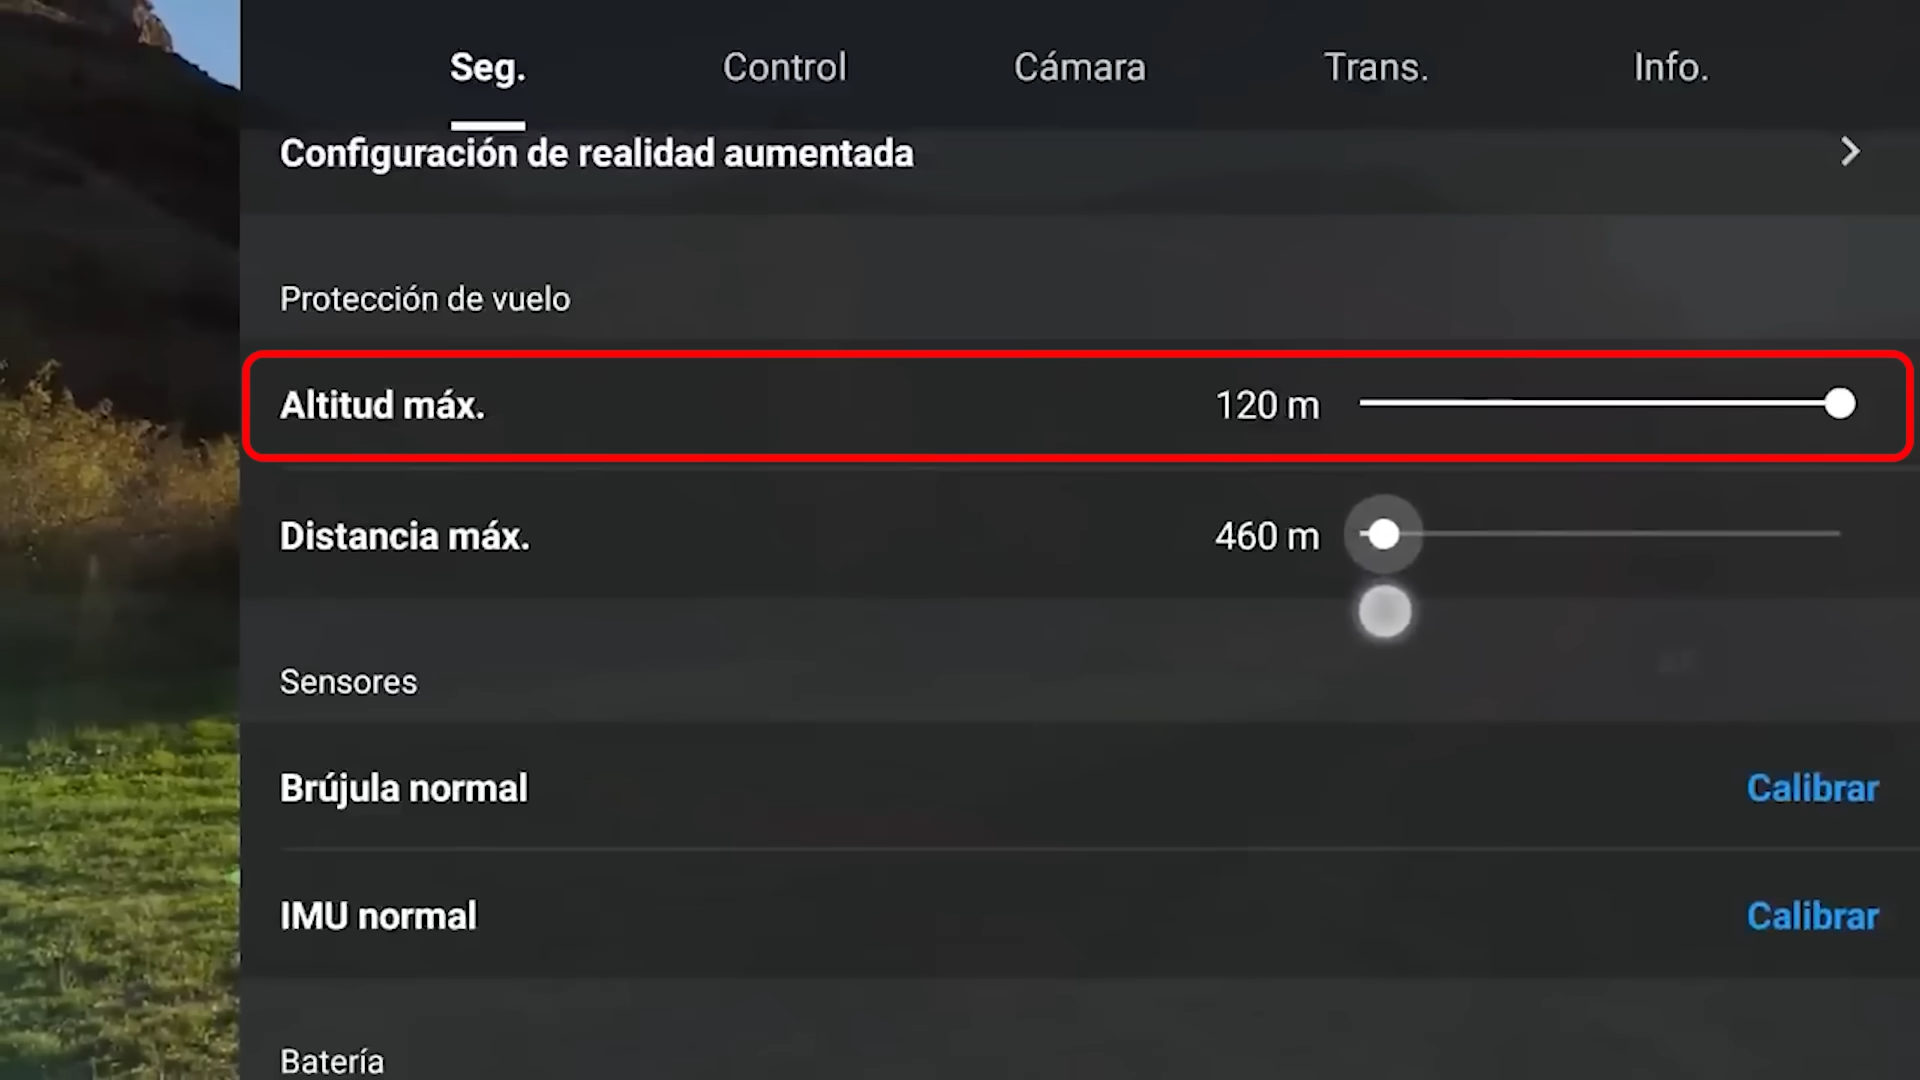 Seg. Control Cámara Trans. Info.
Configuración de realidad aumentada
Protección de vuelo
Altitud máx. 120 m
Distancia máx. 460 m
Sensores
Brújula normal Calibrar
IMU normal Calibrar
Batería